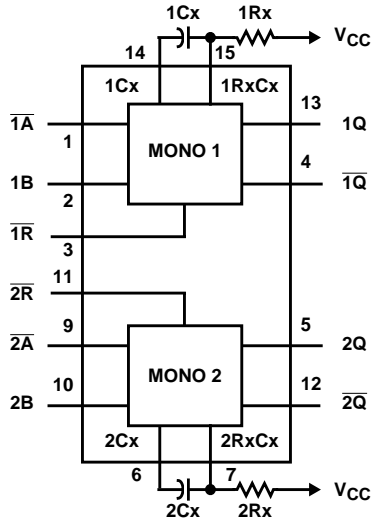 1Cx 1Rx
VCC
14 15
1Cx 1RxCx
1A 13 1Q
1 MONO 1 4
1B 1Q
2
1R
3
11
2R
9 5
2A 2Q
10 MONO 2 12
2B 2Q
2Cx 2RxCx
6 7
VCC
2Cx 2Rx